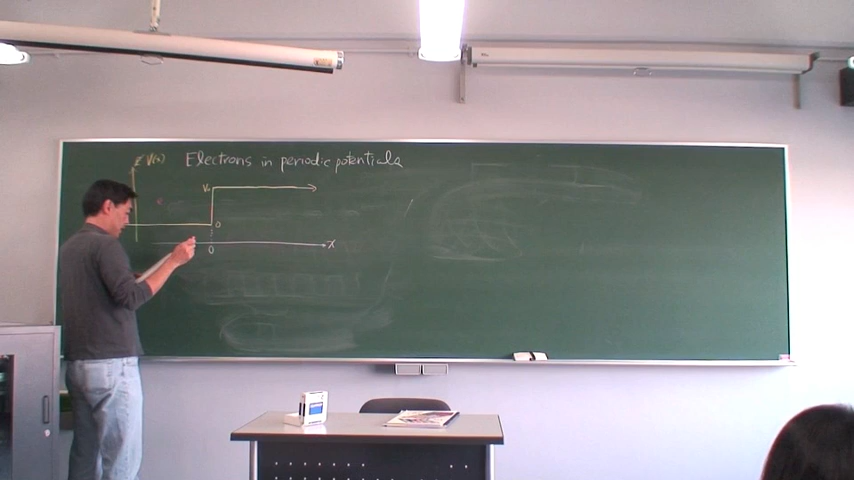 V(x) Electrons in periodic potentials
V₀
e
0
0 x